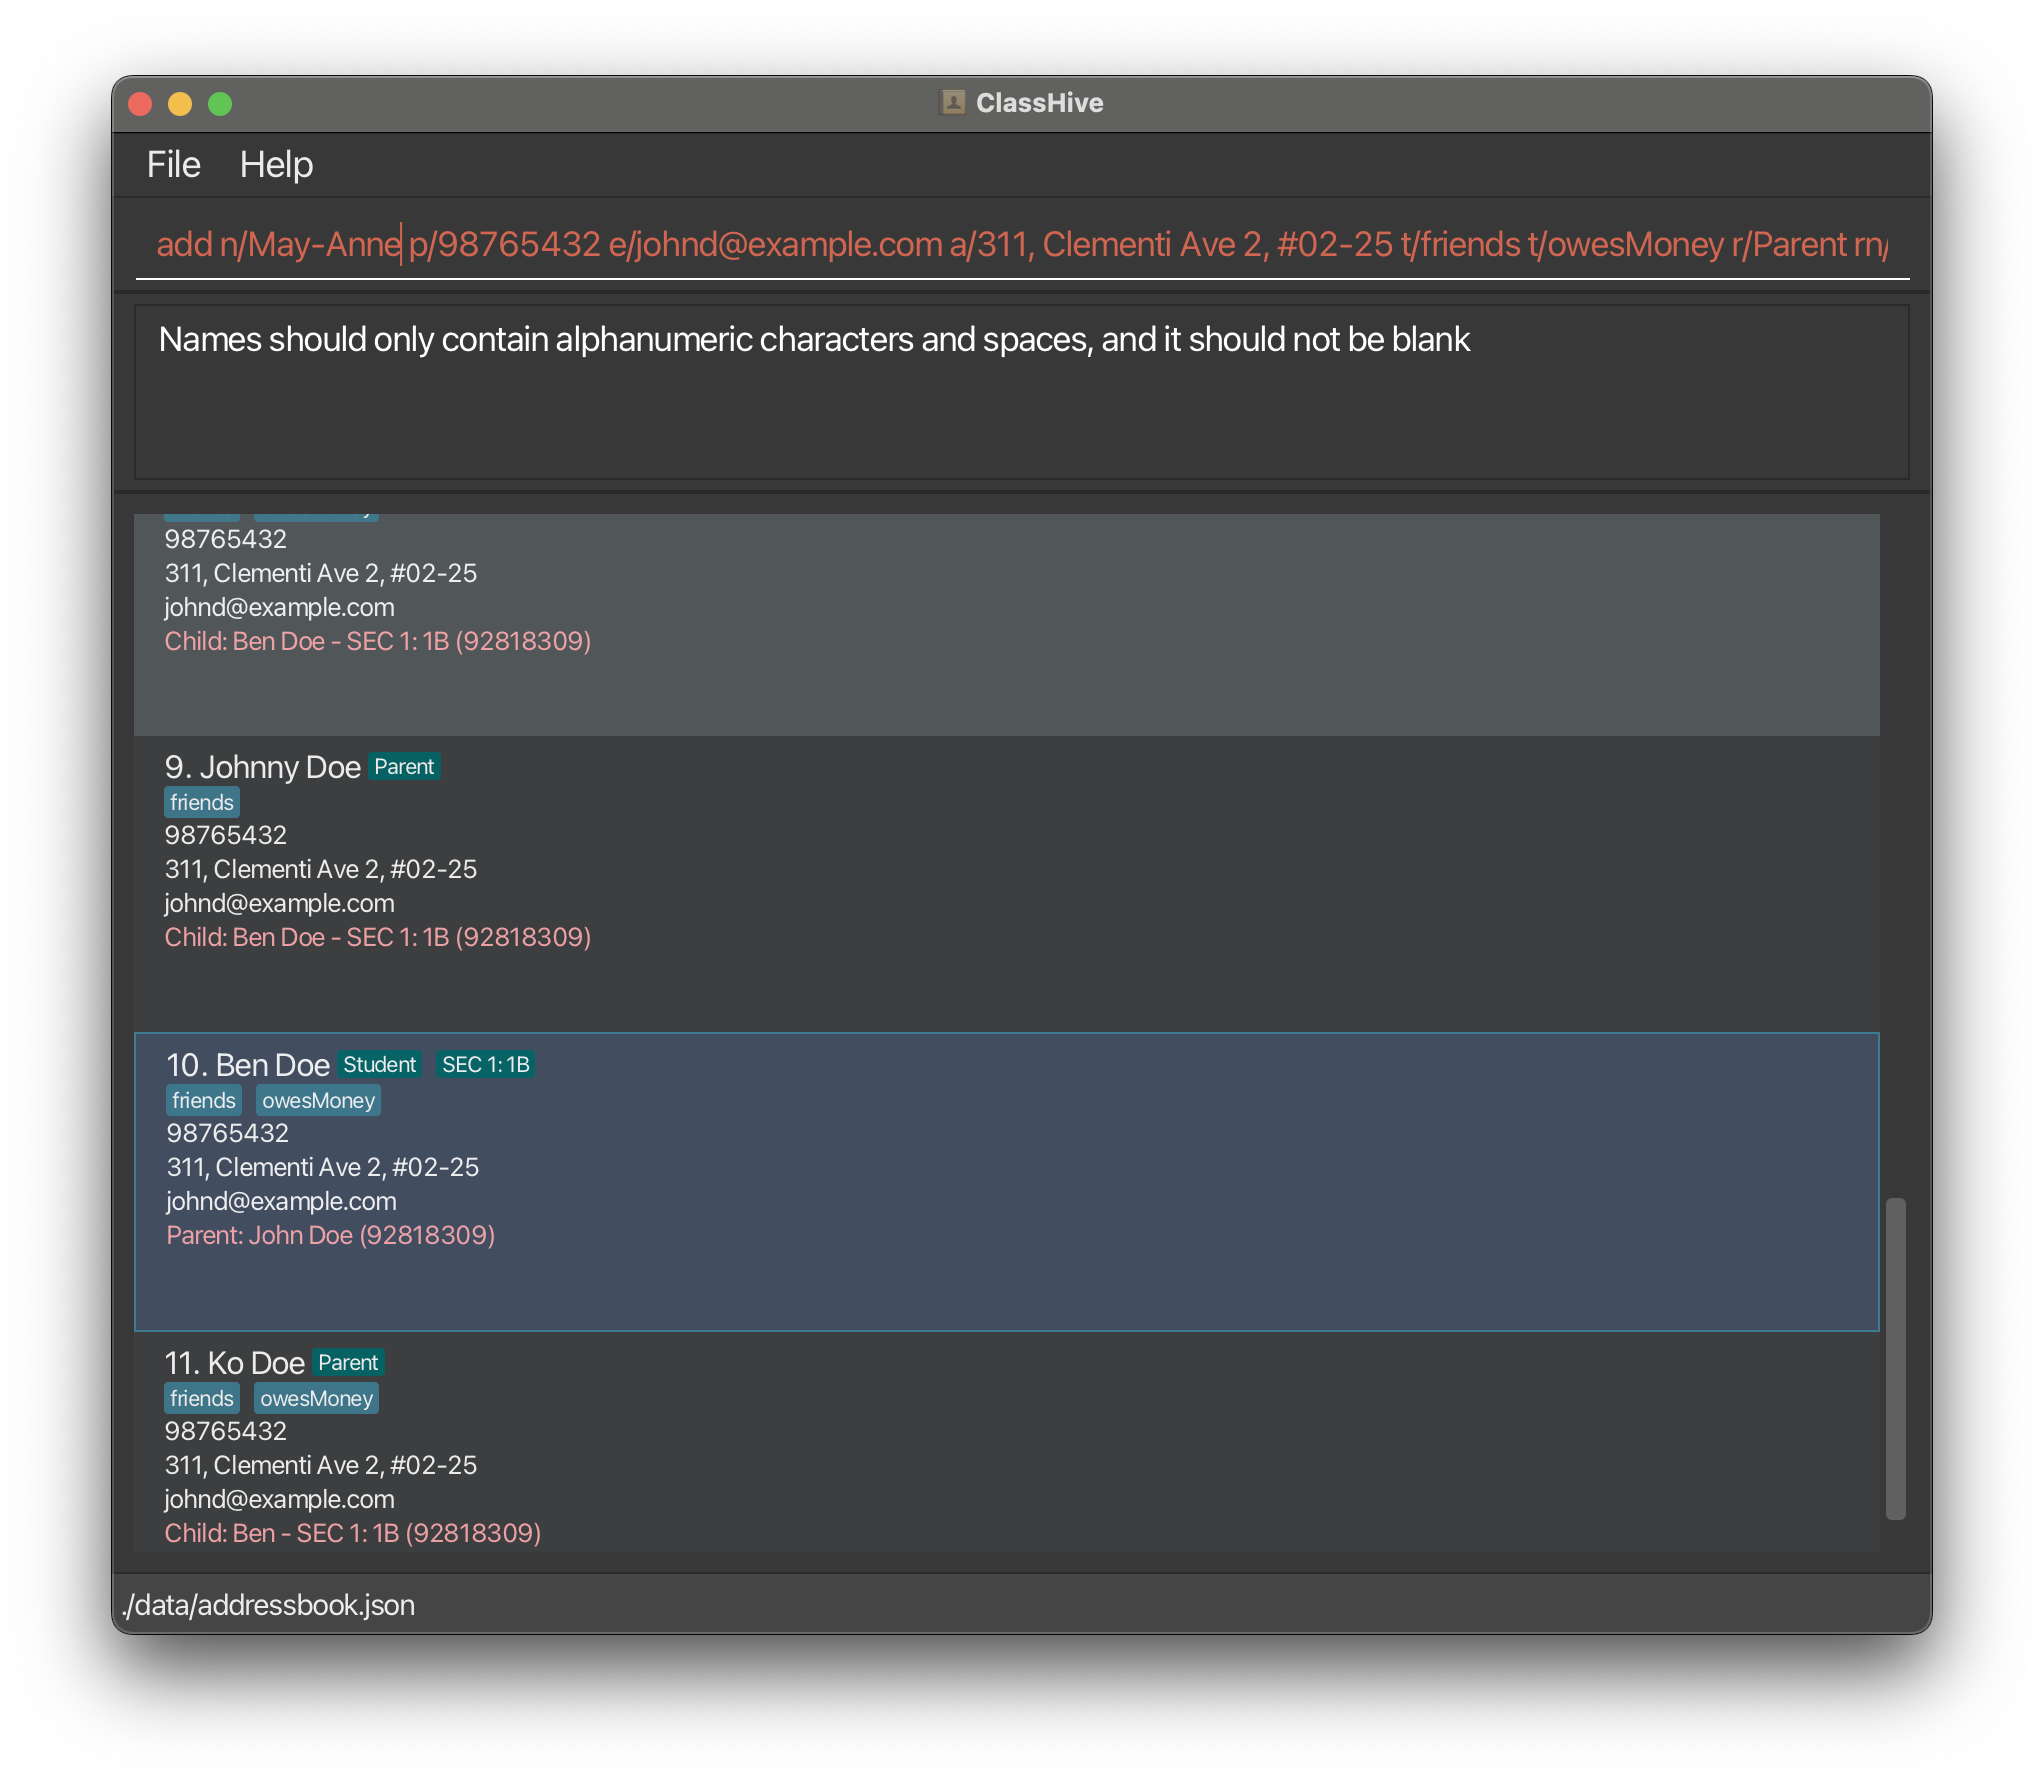 ClassHive
File Help
add n/May-Anne p/98765432 e/johnd@example.com a/311, Clementi Ave 2, #02-25 t/friends t/owesMoney r/Parent rn/
Names should only contain alphanumeric characters and spaces, and it should not be blank
98765432
311, Clementi Ave 2, #02-25
johnd@example.com
Child: Ben Doe - SEC 1: 1B (92818309)
9. Johnny Doe Parent
friends
98765432
311, Clementi Ave 2, #02-25
johnd@example.com
Child: Ben Doe - SEC 1: 1B (92818309)
10. Ben Doe Student SEC 1: 1B
friends owesMoney
98765432
311, Clementi Ave 2, #02-25
johnd@example.com
Parent: John Doe (92818309)
11. Ko Doe Parent
friends owesMoney
98765432
311, Clementi Ave 2, #02-25
johnd@example.com
Child: Ben - SEC 1: 1B (92818309)
./data/addressbook.json